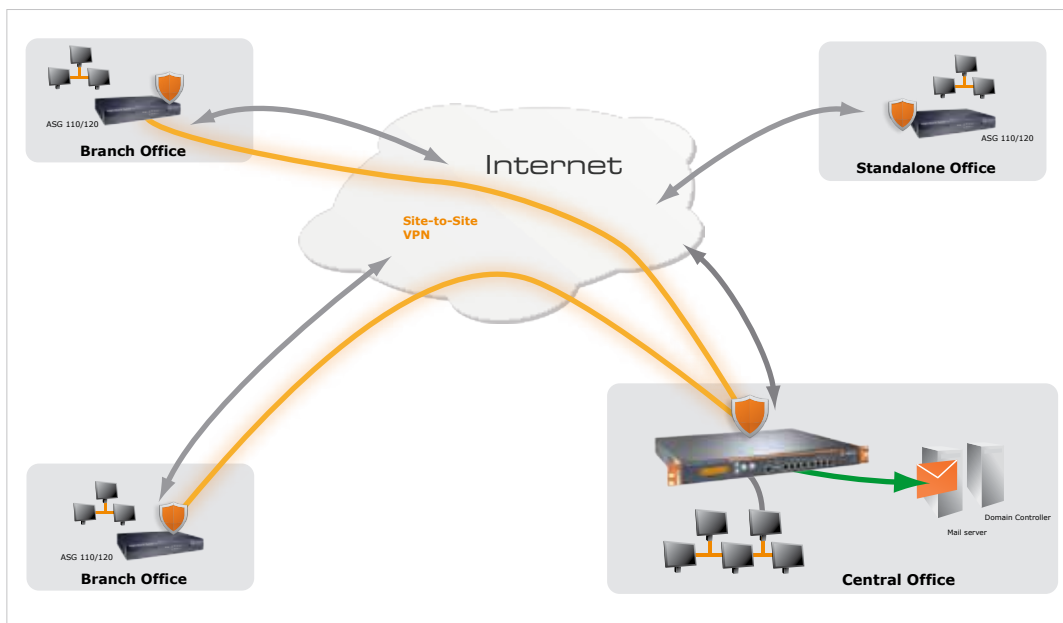 ASG 110/120
Branch Office
Internet
ASG 110/120
Standalone Office
Site-to-Site
VPN
ASG 110/120
Branch Office
Domain Controller
Mail server
Central Office